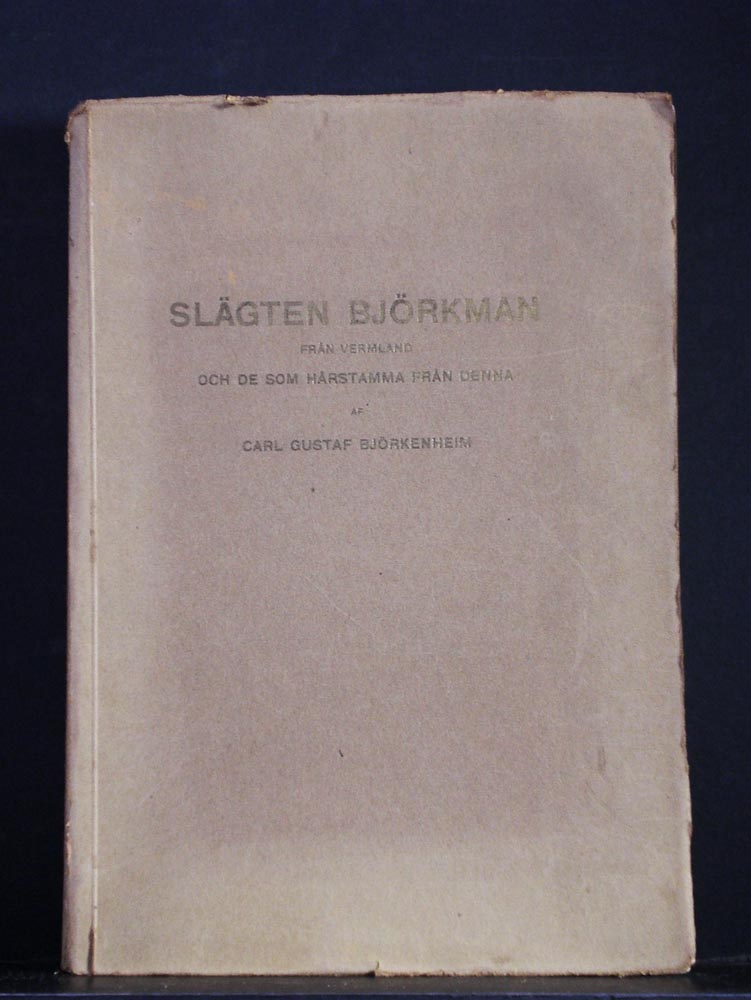 SLÄGTEN BJÖRKMAN
FRÅN VERMLAND
OCH DE SOM HÄRSTAMMA FRÅN DENNA
AF
CARL GUSTAF BJÖRKENHEIM